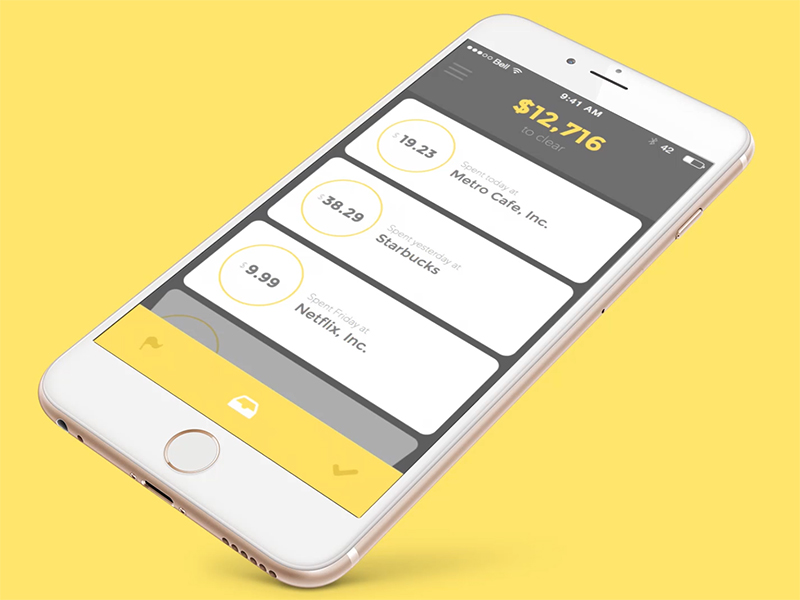 Bell
9:41 AM
42
$12,716
to clear
$ 19.23
Spent today at
Metro Cafe, Inc.
$ 38.29
Spent yesterday at
Starbucks
$ 9.99
Spent Friday at
Netflix, Inc.